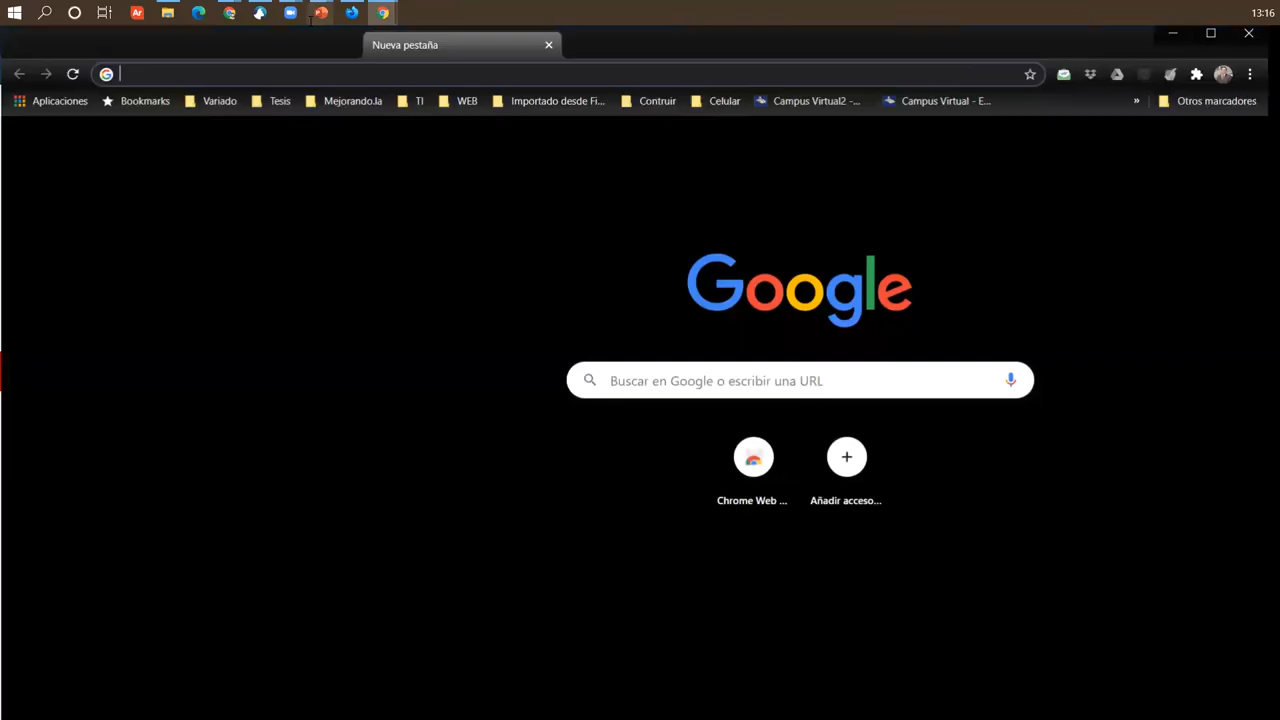 Ar
13:16
Nueva pestaña
Aplicaciones Bookmarks Variado Tesis Mejorando.la TI WEB Importado desde Fi... Contruir Celular Campus Virtual2 -... Campus Virtual - E... » Otros marcadores
Google
Buscar en Google o escribir una URL
Chrome Web ... Añadir acceso...